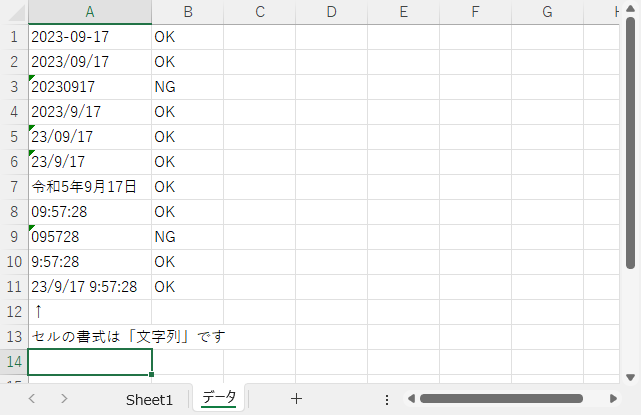 A B C D E F G H
1 2023-09-17 OK
2 2023/09/17 OK
3 20230917 NG
4 2023/9/17 OK
5 23/09/17 OK
6 23/9/17 OK
7 令和5年9月17日 OK
8 09:57:28 OK
9 095728 NG
10 9:57:28 OK
11 23/9/17 9:57:28 OK
12 ↑
13 セルの書式は「文字列」です
14
Sheet1 データ +